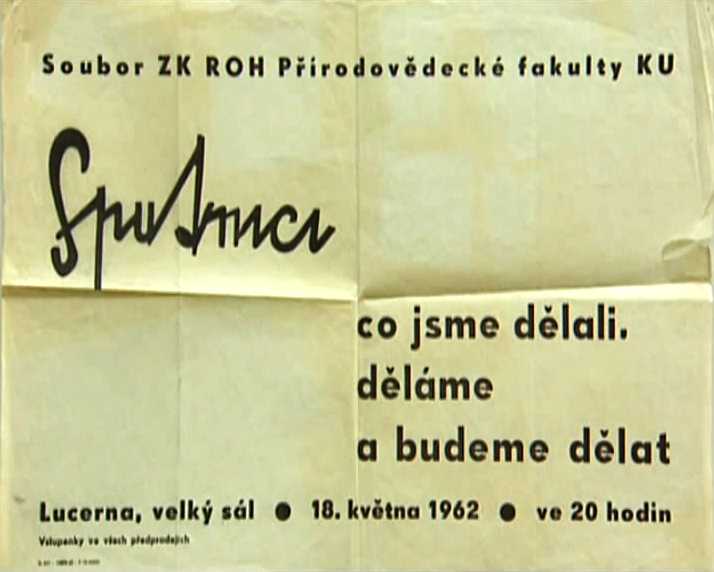 Soubor ZK ROH Přírodovědecké fakulty KU
Sputnici
co jsme dělali.
děláme
a budeme dělat
Lucerna, velký sál ● 18. května 1962 ● ve 20 hodin
Vstupenky ve všech předprodejích